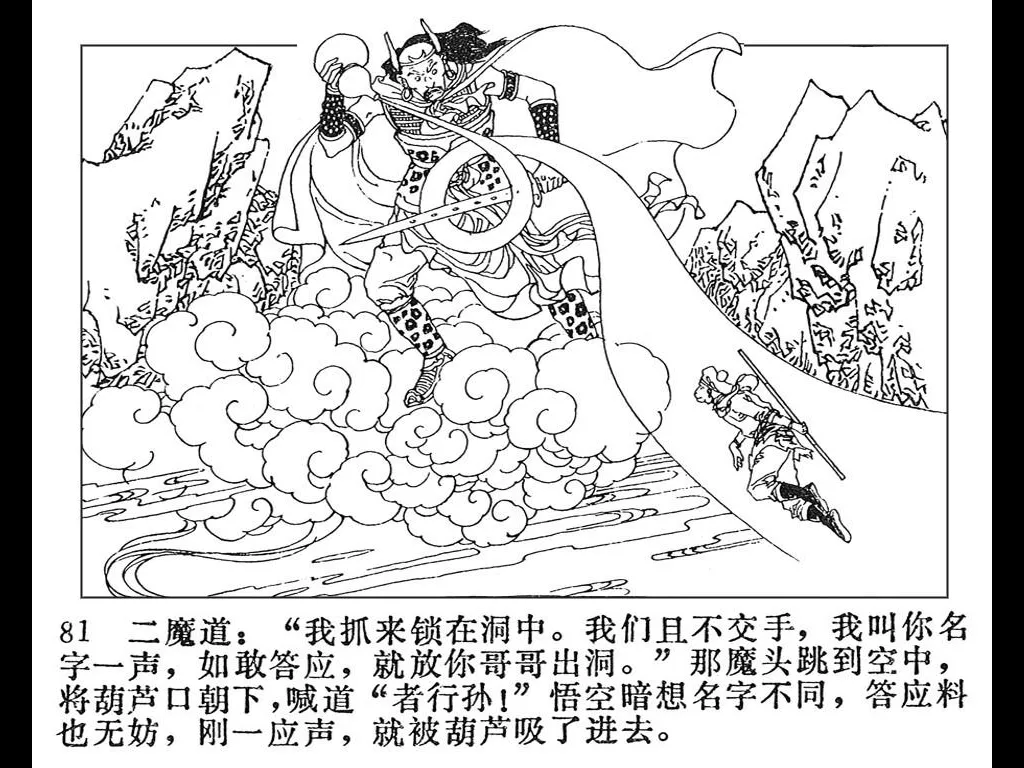 81 二魔道：“我抓来锁在洞中。我们且不交手，我叫你名
字一声，如敢答应，就放你哥哥出洞。”那魔头跳到空中，
将葫芦口朝下，喊道“者行孙！”悟空暗想名字不同，答应料
也无妨，刚一应声，就被葫芦吸了进去。